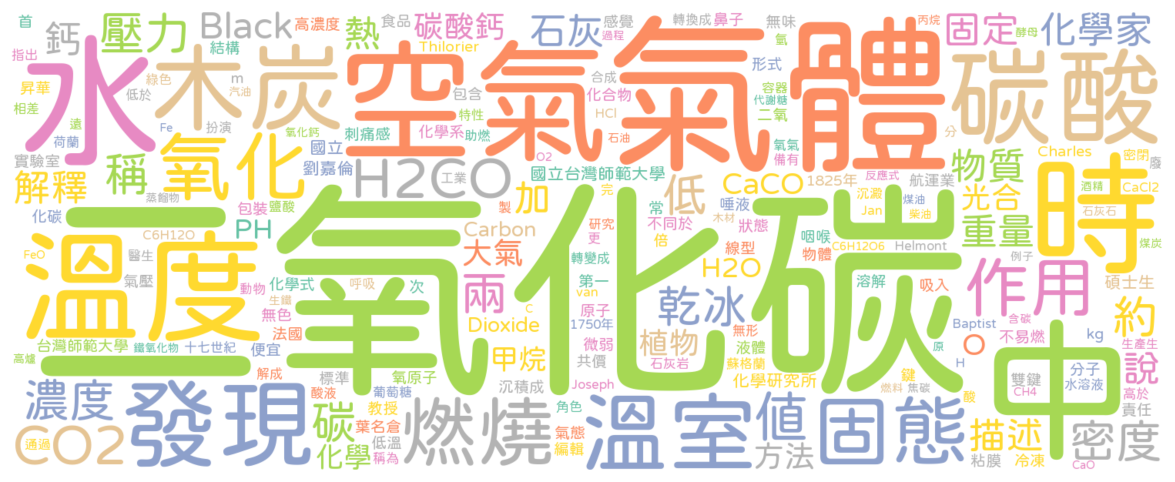 首
鈣
壓力
Black
高濃度
熱
食品
碳酸鈣
感覺
石灰
過程
轉換成
鼻子
無味
氫
丙烷
酵母
固定
化學家
指出
結構
Thilorier
水
木炭
空氣
氣體
碳酸
昇華
綠色
m
汽油
低於
包含
合成
化合物
形式
容器
代謝糖
二氧
相差
遠
荷蘭
Fe
扮演
氧化鈣
刺痛感
特性
化學系
助燃
HCl
石油
分
實驗室
稱
氧化
國立
劉嘉倫
氧氣
備有
物質
Charles
密閉
廢
解釋
蒸餾物
H2CO
工業
O2
國立台灣師範大學
完
加
低
CaCO
1825年
反應式
航運業
光合
酒精
CaCl2
時
化碳
鹽酸
包裝
製
研究
常
木材
唾液
沉澱
Jan
煤油
柴油
石灰石
C6H12O
PH
Carbon
更
不同於
倍
狀態
重量
二氧化碳
溫度
FeO
醫生
氣壓
大氣
兩
轉變成
線型
咽喉
C6H12O6
Helmont
例子
煤炭
H2O
物體
作用
碩士生
動物
化學式
呼吸
次
van
第一
溶解
吸入
生鐵
無色
法國
Dioxide
C
原子
1750年
乾冰
無形
Baptist
kg
約
台灣師範大學
高爐
鐵氧化物
十七世紀
便宜
甲烷
微弱
共價
植物
液體
蘇格蘭
原
O
不易燃
含碳
生產生
中
說
解成
標準
氧原子
沉積成
石灰岩
化學研究所
鍵
H
雙鍵
分子
水溶液
CH4
高於
濃度
發現
酸液
葡萄糖
Joseph
燃料
焦碳
酸
責任
碳
教授
角色
燃燒
溫室
值
固態
描述
密度
CO2
通過
化學
葉名倉
低溫
稱為
氣態
編輯
方法
粘膜
冷凍
CaO